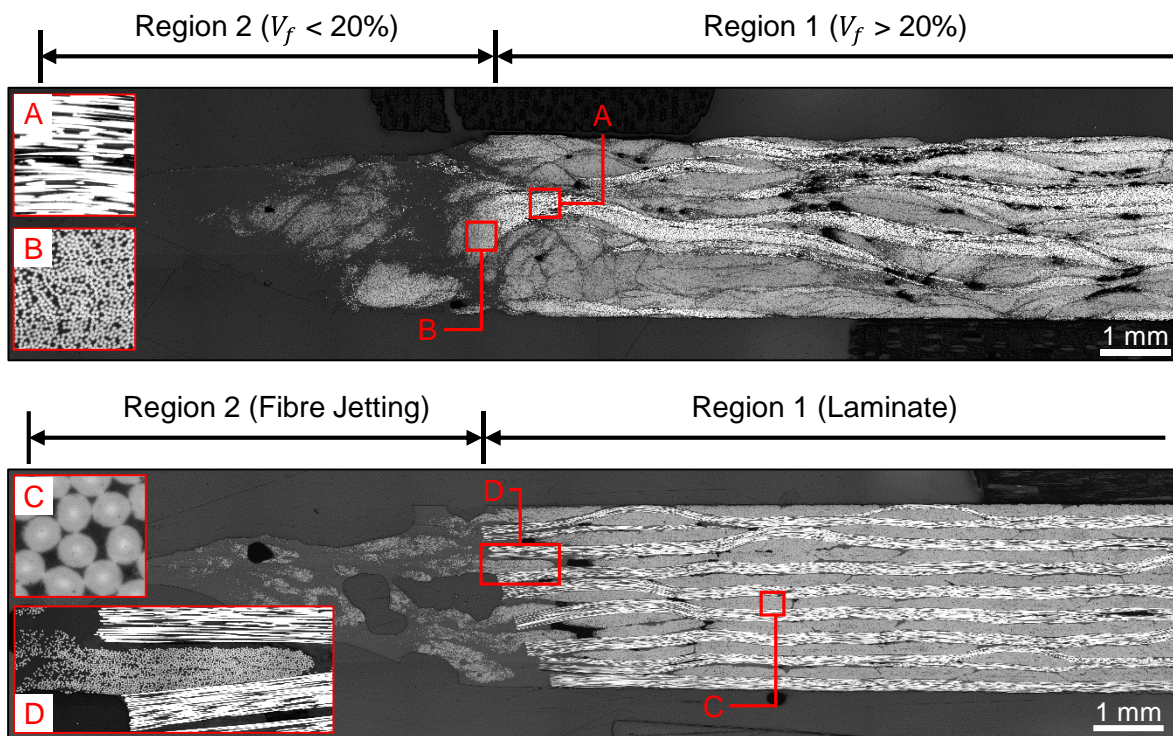 Region 2 (𝑉𝑓 < 20%)
Region 1 (𝑉𝑓 > 20%)
A
A
B
B
1 mm
Region 2 (Fibre Jetting)
Region 1 (Laminate)
C
D
D
C
1 mm